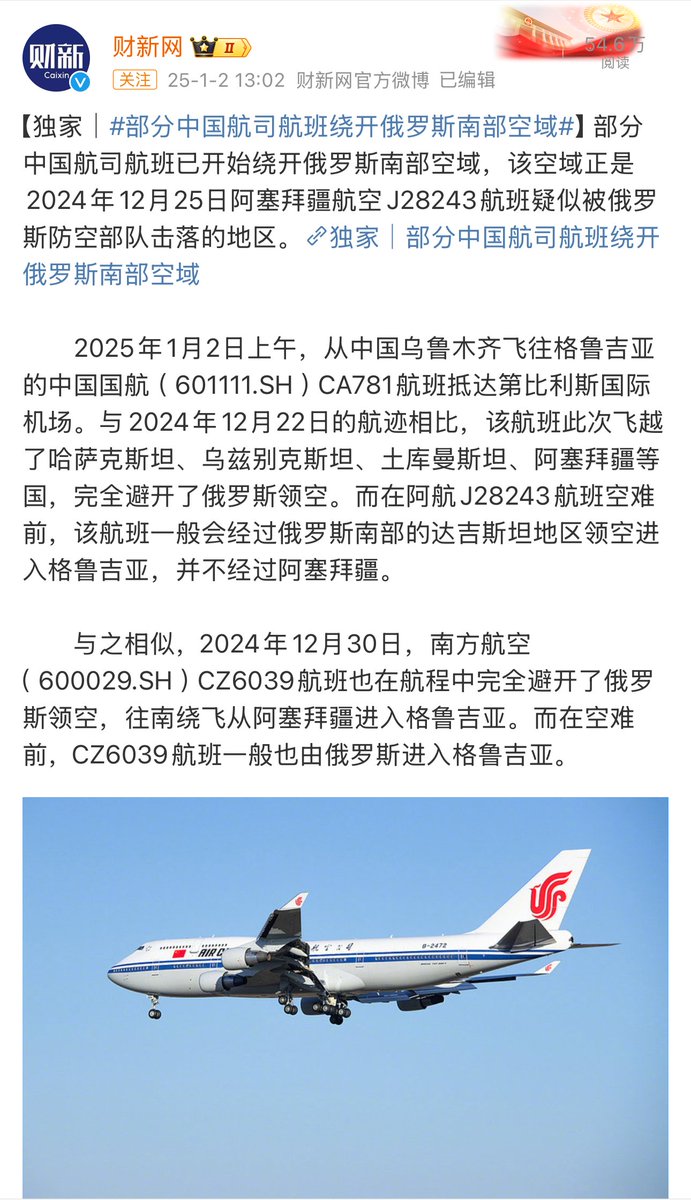 财新
Caixin
财新网 II
54.6万
阅读
关注 25-1-2 13:02 财新网官方微博 已编辑
【独家｜#部分中国航司航班绕开俄罗斯南部空域#】部分
中国航司航班已开始绕开俄罗斯南部空域，该空域正是
2024年12月25日阿塞拜疆航空J28243航班疑似被俄罗
斯防空部队击落的地区。独家｜部分中国航司航班绕开
俄罗斯南部空域
2025年1月2日上午，从中国乌鲁木齐飞往格鲁吉亚
的中国国航（601111.SH）CA781航班抵达第比利斯国际
机场。与2024年12月22日的航迹相比，该航班此次飞越
了哈萨克斯坦、乌兹别克斯坦、土库曼斯坦、阿塞拜疆等
国，完全避开了俄罗斯领空。而在阿航J28243航班空难
前，该航班一般会经过俄罗斯南部的达吉斯坦地区领空进
入格鲁吉亚，并不经过阿塞拜疆。
与之相似，2024年12月30日，南方航空
（600029.SH）CZ6039航班也在航程中完全避开了俄罗
斯领空，往南绕飞从阿塞拜疆进入格鲁吉亚。而在空难
前，CZ6039航班一般也由俄罗斯进入格鲁吉亚。
B-2472
AIR C